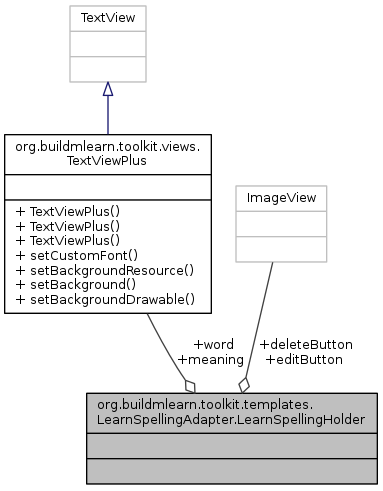 TextView
org.buildmlearn.toolkit.views.
TextViewPlus
+ TextViewPlus()
+ TextViewPlus()
+ TextViewPlus()
+ setCustomFont()
+ setBackgroundResource()
+ setBackground()
+ setBackgroundDrawable()
ImageView
+word
+meaning
+deleteButton
+editButton
org.buildmlearn.toolkit.templates.
LearnSpellingAdapter.LearnSpellingHolder